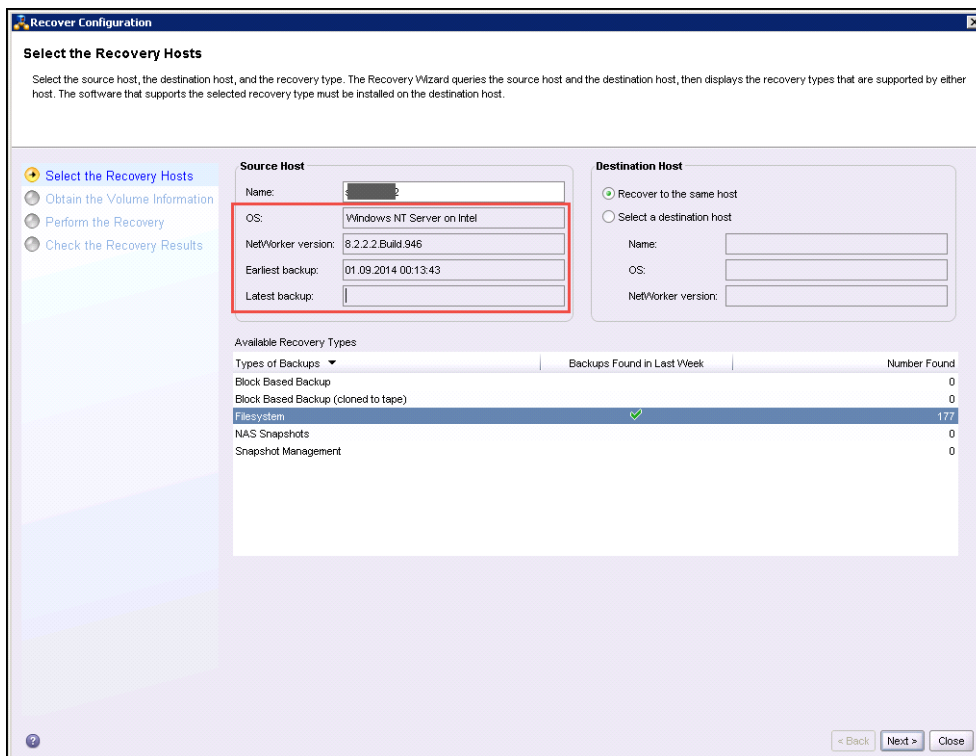 Recover Configuration
Select the Recovery Hosts
Select the source host, the destination host, and the recovery type. The Recovery Wizard queries the source host and the destination host, then displays the recovery types that are supported by either
host. The software that supports the selected recovery type must be installed on the destination host.
Select the Recovery Hosts
Obtain the Volume Information
Perform the Recovery
Check the Recovery Results
Source Host
Name:
OS: Windows NT Server on Intel
NetWorker version: 8.2.2.2.Build.946
Earliest backup: 01.09.2014 00:13:43
Latest backup:
Destination Host
Recover to the same host
Select a destination host
Name:
OS:
NetWorker version:
Available Recovery Types
Types of Backups Backups Found in Last Week Number Found
Block Based Backup 0
Block Based Backup (cloned to tape) 0
Filesystem 177
NAS Snapshots 0
Snapshot Management 0
? < Back Next > Close